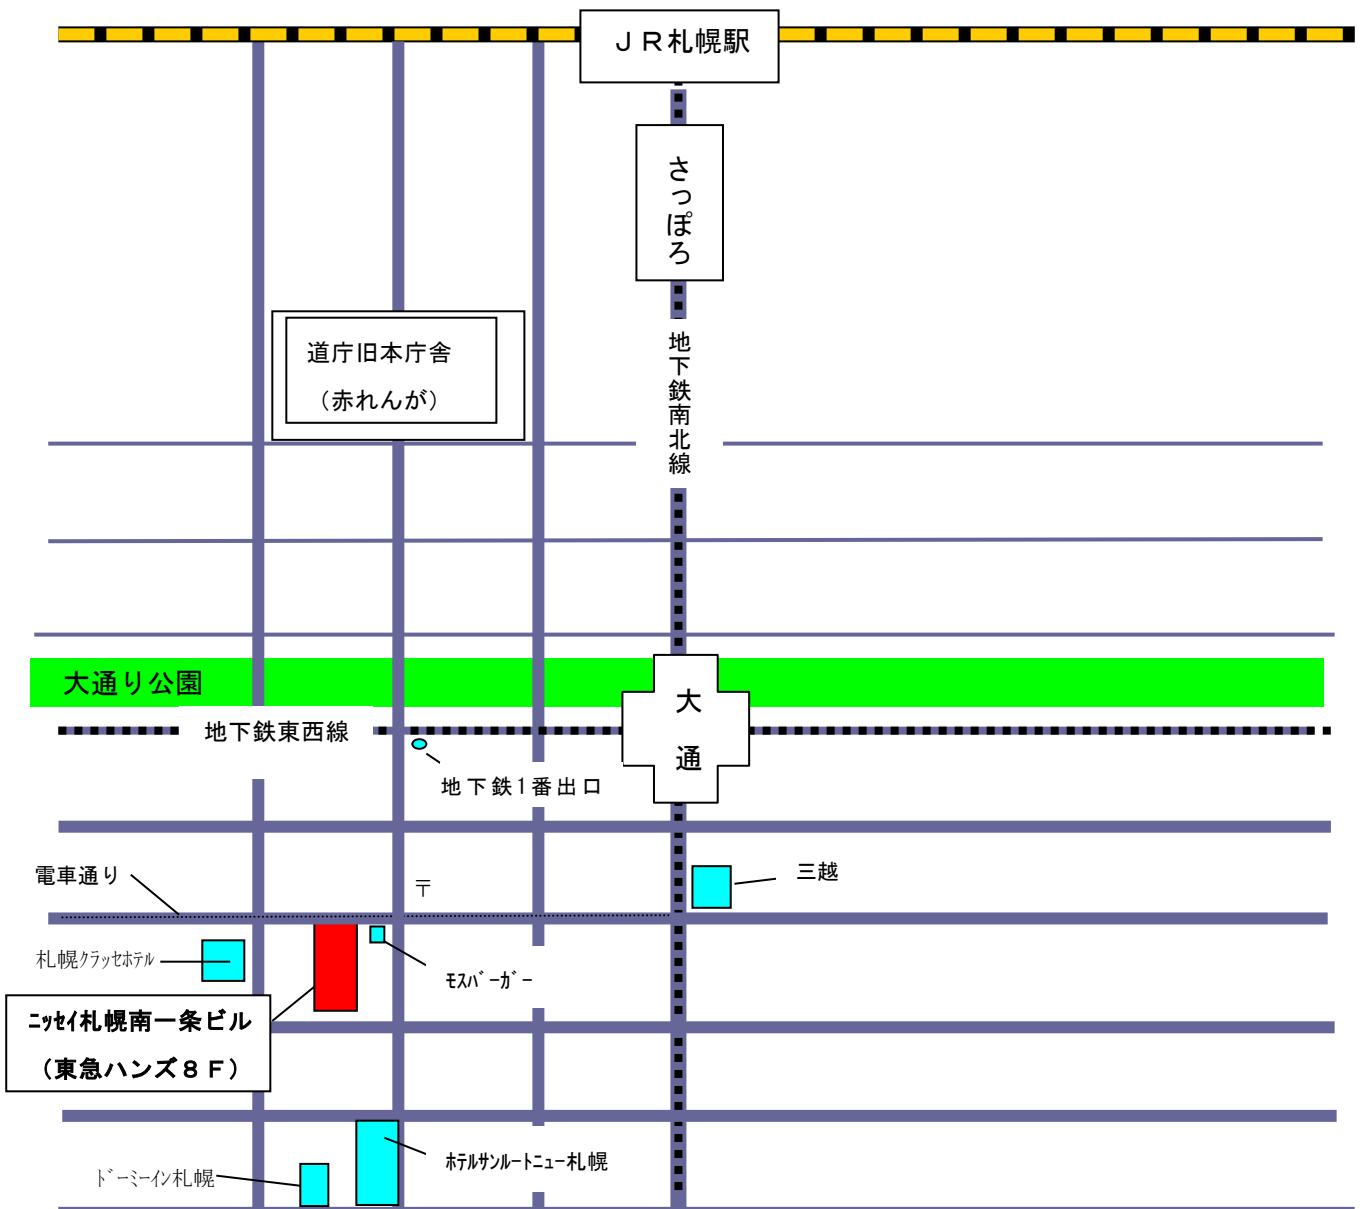 ＪＲ札幌駅
さっぽろ
道庁旧本庁舎
（赤れんが）
地下鉄南北線
大通り公園
大通
地下鉄東西線
地下鉄１番出口
電車通り
〒
三越
札幌ｸﾗｯｾﾎﾃﾙ
ﾓｽﾊﾞｰｶﾞｰ
ﾆｯｾｲ札幌南一条ビル
（東急ハンズ８Ｆ）
ﾎﾃﾙｻﾝﾙｰﾄﾆｭｰ札幌
ﾄﾞｰﾐｰｲﾝ札幌